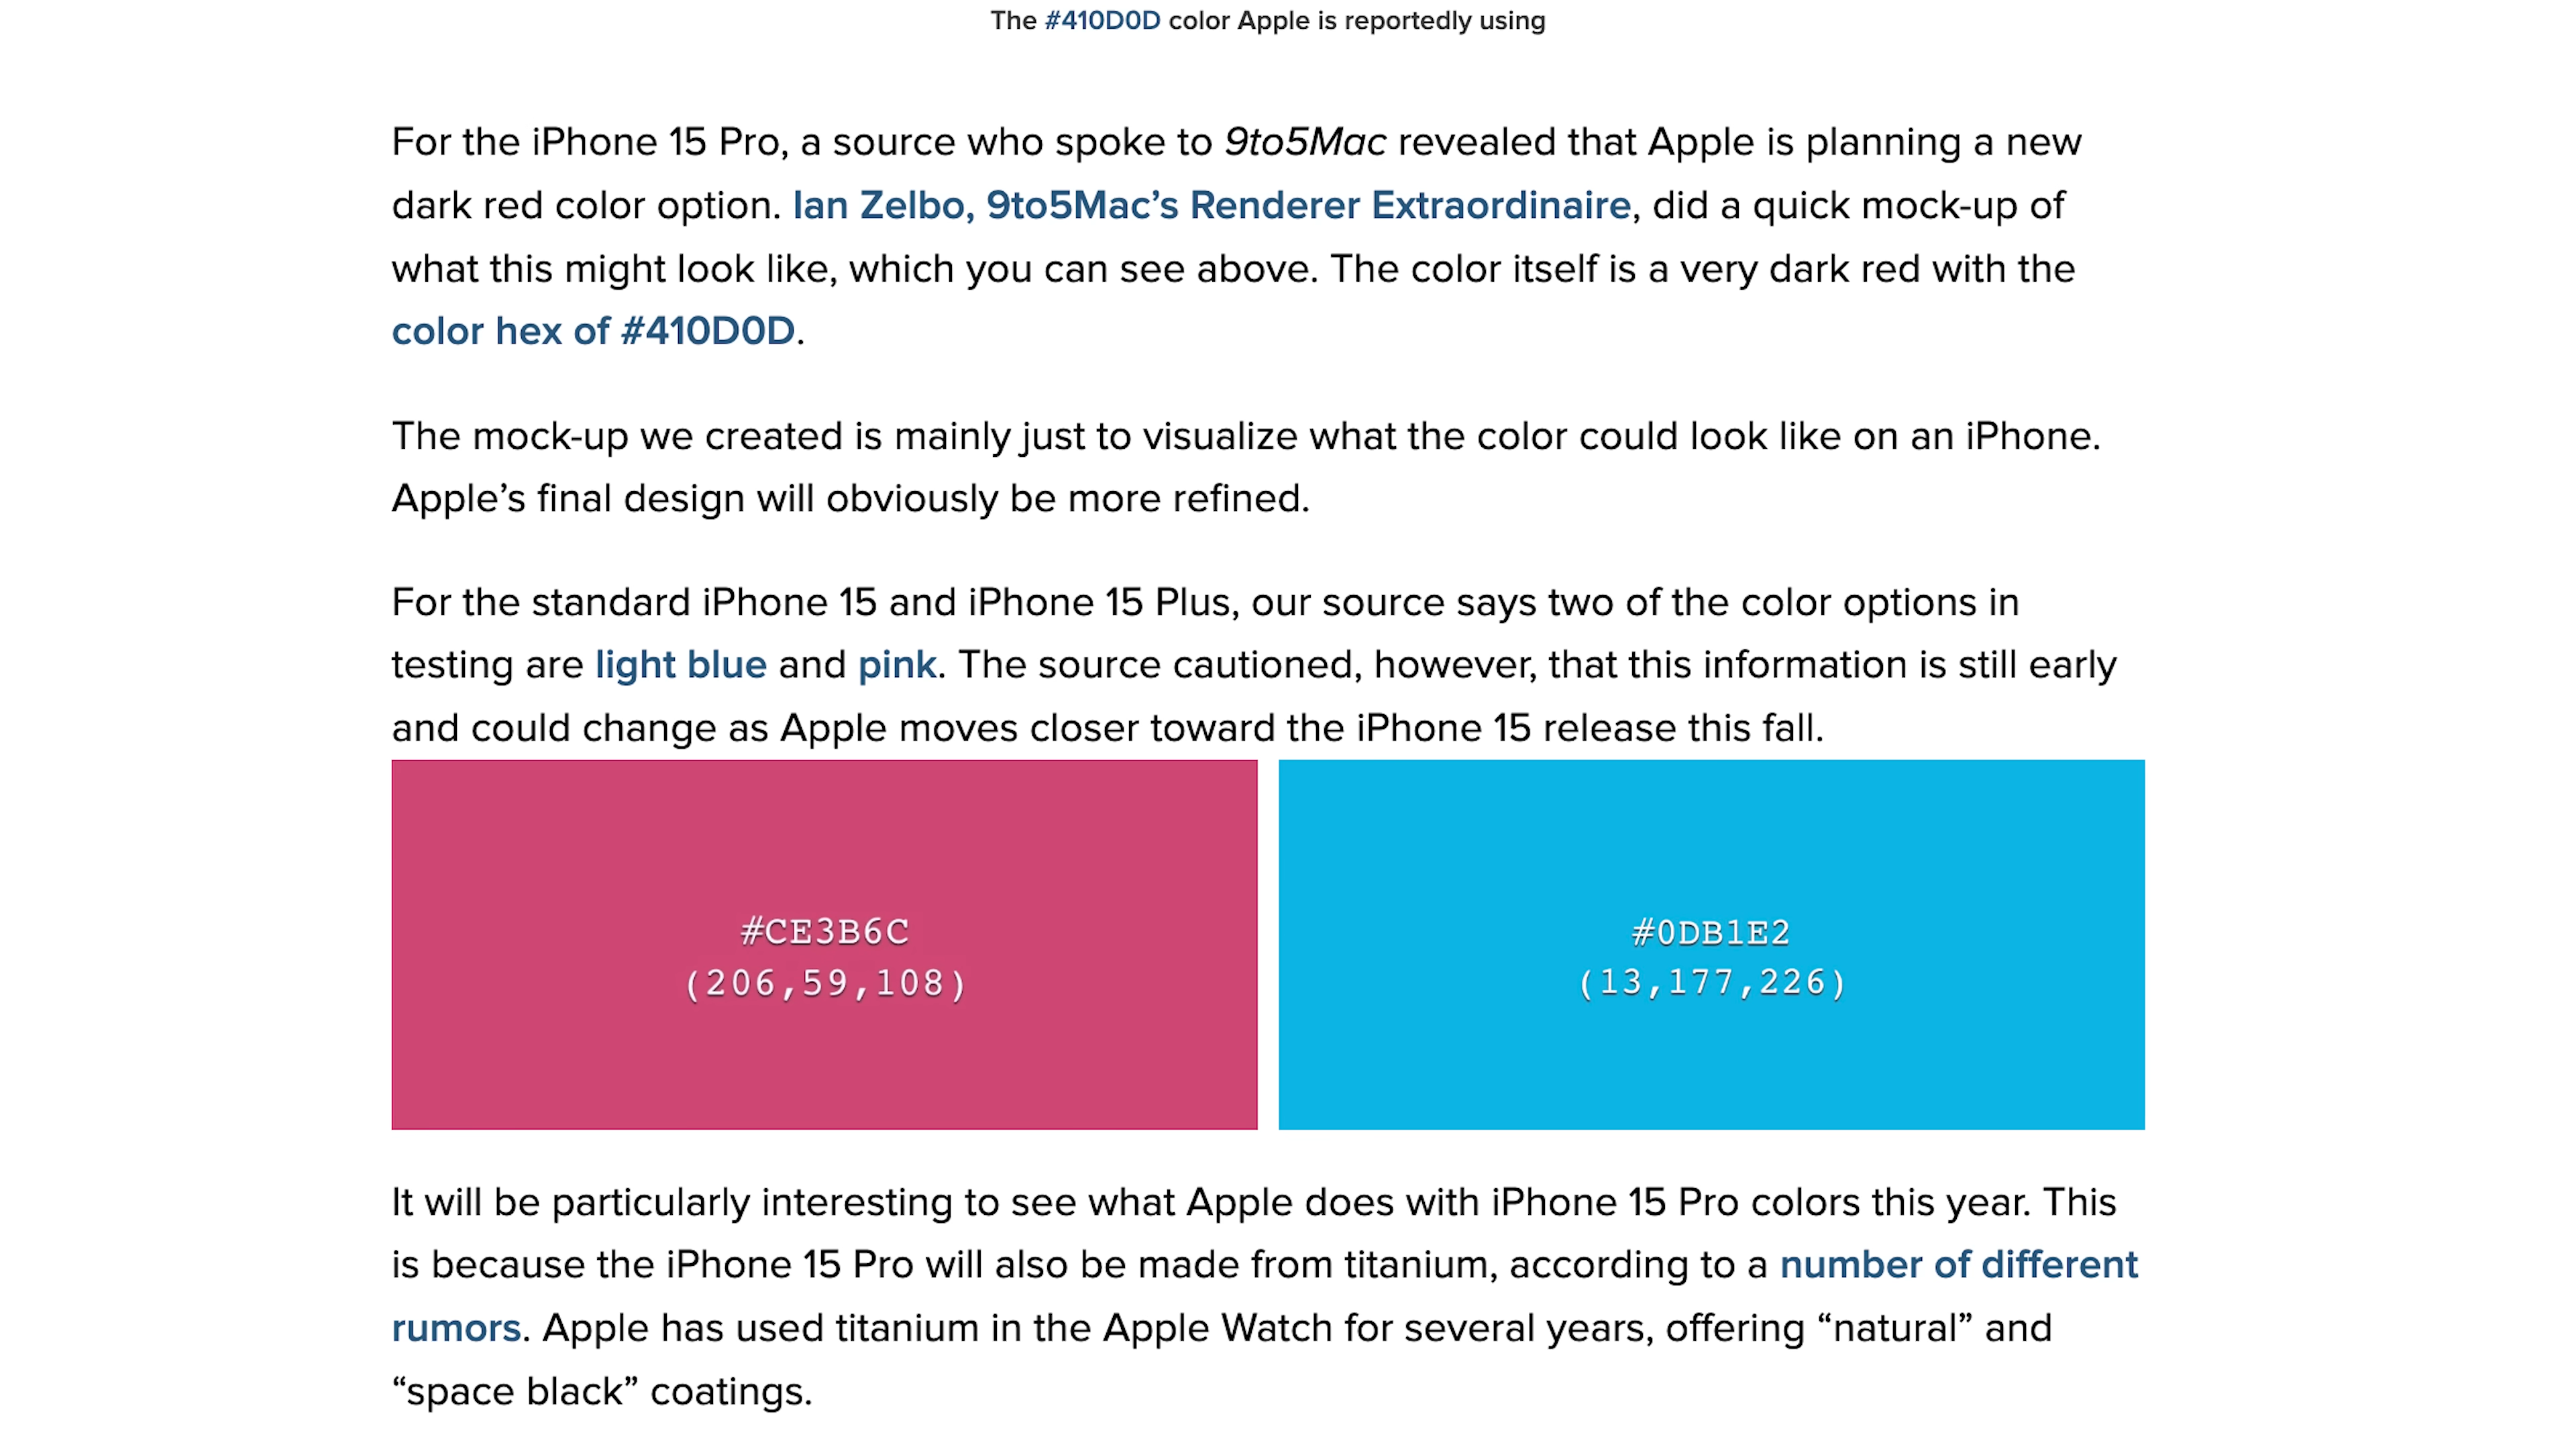 The #410D0D color Apple is reportedly using
For the iPhone 15 Pro, a source who spoke to 9to5Mac revealed that Apple is planning a new
dark red color option. Ian Zelbo, 9to5Mac’s Renderer Extraordinaire, did a quick mock-up of
what this might look like, which you can see above. The color itself is a very dark red with the
color hex of #410D0D.
The mock-up we created is mainly just to visualize what the color could look like on an iPhone.
Apple’s final design will obviously be more refined.
For the standard iPhone 15 and iPhone 15 Plus, our source says two of the color options in
testing are light blue and pink. The source cautioned, however, that this information is still early
and could change as Apple moves closer toward the iPhone 15 release this fall.
#CE3B6C
(206,59,108)
#0DB1E2
(13,177,226)
It will be particularly interesting to see what Apple does with iPhone 15 Pro colors this year. This
is because the iPhone 15 Pro will also be made from titanium, according to a number of different
rumors. Apple has used titanium in the Apple Watch for several years, offering “natural” and
“space black” coatings.